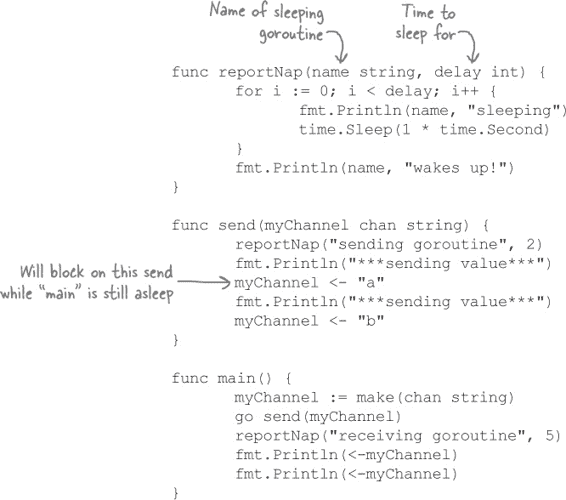 Name of sleeping
goroutine
Time to
sleep for
func reportNap(name string, delay int) {
        for i := 0; i < delay; i++ {
                fmt.Println(name, "sleeping")
                time.Sleep(1 * time.Second)
        }
        fmt.Println(name, "wakes up!")
}
func send(myChannel chan string) {
        reportNap("sending goroutine", 2)
        fmt.Println("***sending value***")
Will block on this send
while “main” is still asleep
        myChannel <- "a"
        fmt.Println("***sending value***")
        myChannel <- "b"
}
func main() {
        myChannel := make(chan string)
        go send(myChannel)
        reportNap("receiving goroutine", 5)
        fmt.Println(<-myChannel)
        fmt.Println(<-myChannel)
}